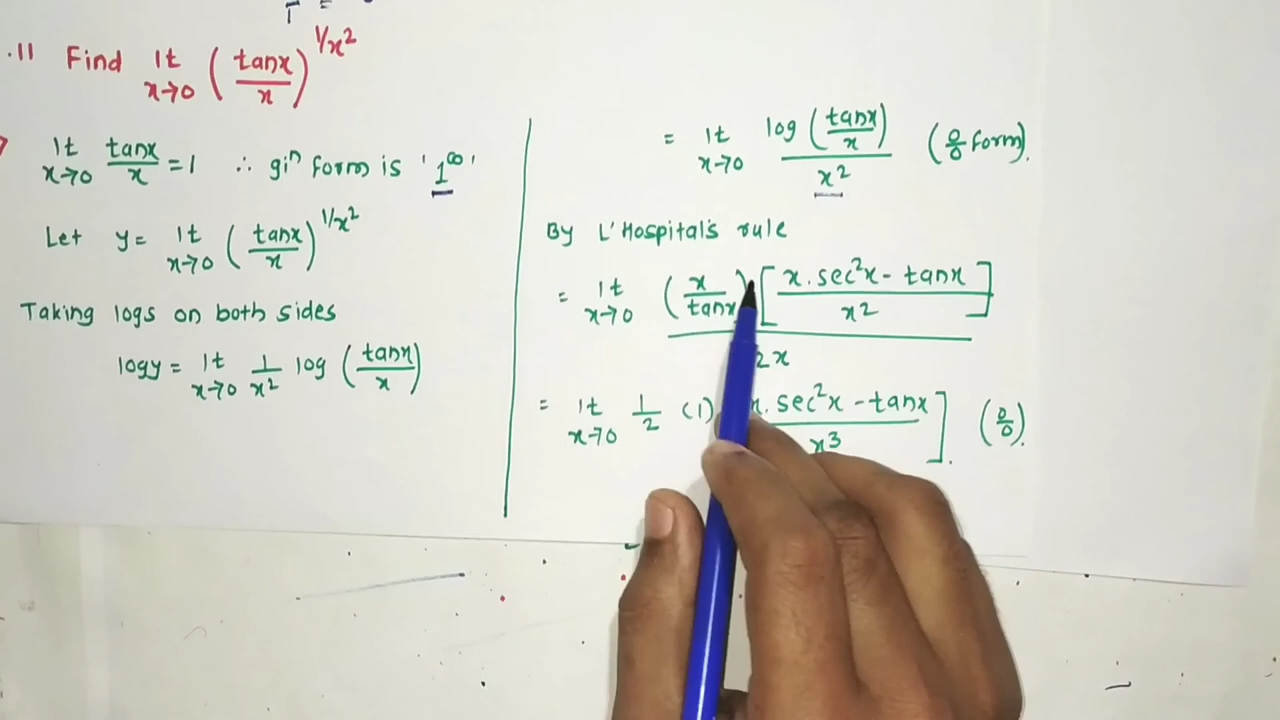 .11 Find lt x→0 (tanx/x)^1/x²
lt x→0 tanx/x = 1 ∴ giⁿ form is '1^∞'
Let y = lt x→0 (tanx/x)^1/x²
Taking logs on both sides
logy = lt x→0 1/x² log (tanx/x)
= lt x→0 log (tanx/x) / x² (0/0 form).
By L'Hospital's rule
= lt x→0 (x/tanx) [x.sec²x - tanx / x²] / 2x
= lt x→0 1/2 (1) x. sec²x - tanx / x³ ]. (0/0).